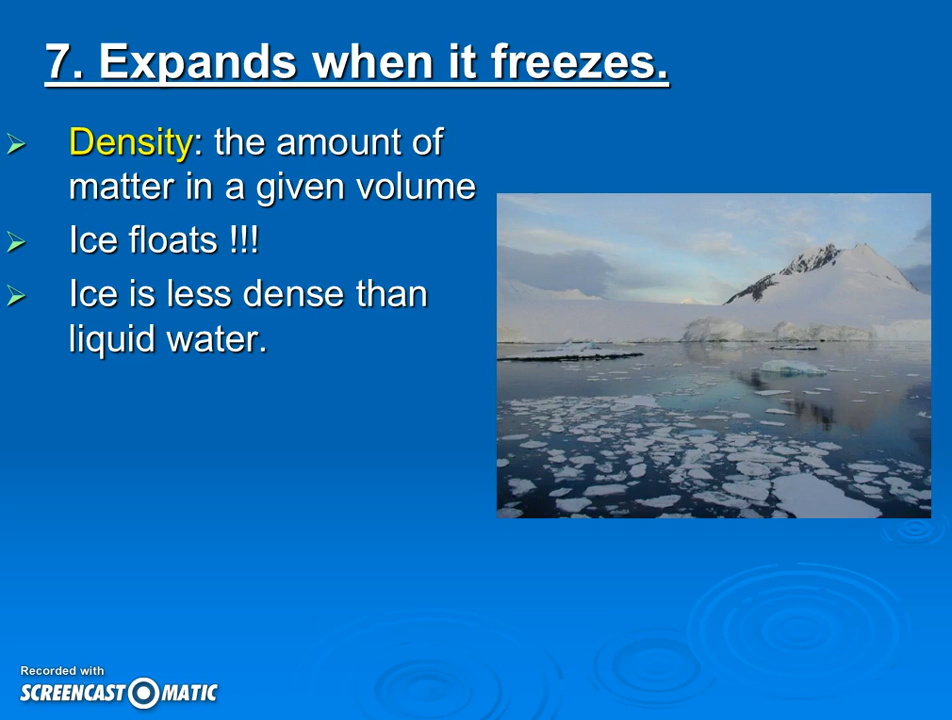 7. Expands when it freezes.
Density: the amount of
matter in a given volume
Ice floats !!!
Ice is less dense than
liquid water.
Recorded with
SCREENCAST MATIC